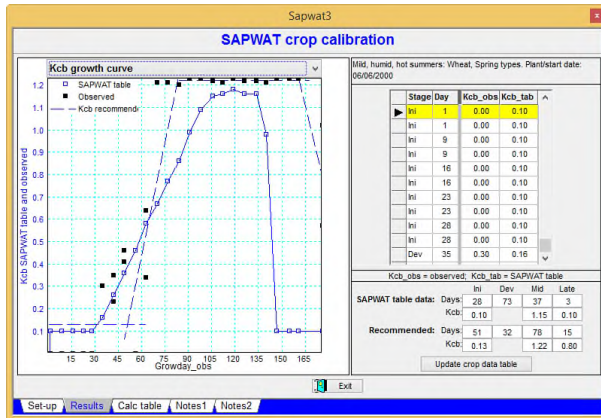 Sapwat3
x
SAPWAT crop calibration
Kcb growth curve
SAPWAT table
Observed
Kcb recommend
Kcb SAPWAT table and observed
1.2
1.1
1.0
0.9
0.8
0.7
0.6
0.5
0.4
0.3
0.2
0.1
15 30 45 60 75 90 105 120 135 150 165
Growday_obs
Mild, humid, hot summers: Wheat, Spring types. Plant/start date:
06/06/2000
Stage Day Kcb_obs Kcb_tab
Ini 1 0.00 0.10
Ini 1 0.00 0.10
Ini 9 0.00 0.10
Ini 9 0.00 0.10
Ini 16 0.00 0.10
Ini 16 0.00 0.10
Ini 23 0.00 0.10
Ini 23 0.00 0.10
Ini 28 0.00 0.10
Ini 28 0.00 0.10
Dev 35 0.30 0.16
Kcb_obs = observed; Kcb_tab = SAPWAT table
Ini Dev Mid Late
SAPWAT table data: Days: 28 73 37 3
Kcb: 0.10 1.15 0.10
Recommended: Days: 51 32 78 15
Kcb: 0.13 1.22 0.80
Update crop data table
Exit
Set-up Results Calc table Notes1 Notes2